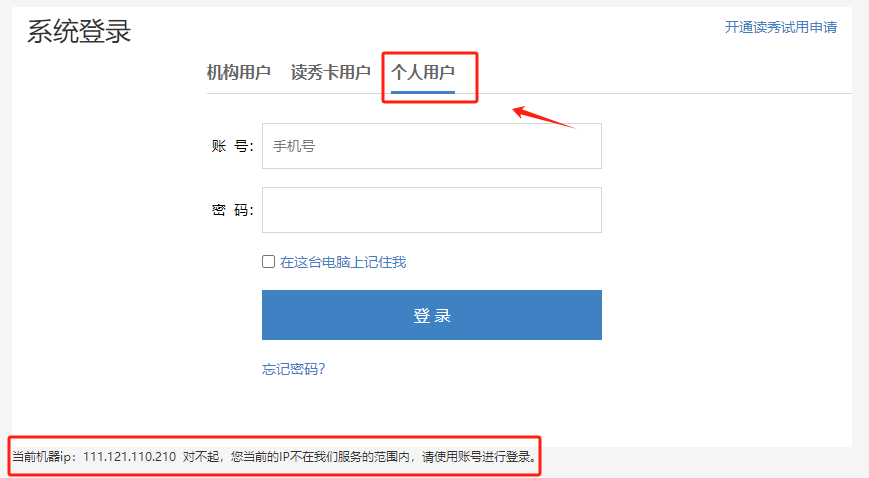 系统登录
开通读秀试用申请
机构用户 读秀卡用户 个人用户
账 号: 手机号
密 码:
在这台电脑上记住我
登 录
忘记密码?
当前机器ip：111.121.110.210 对不起，您当前的IP不在我们服务的范围内，请使用账号进行登录。